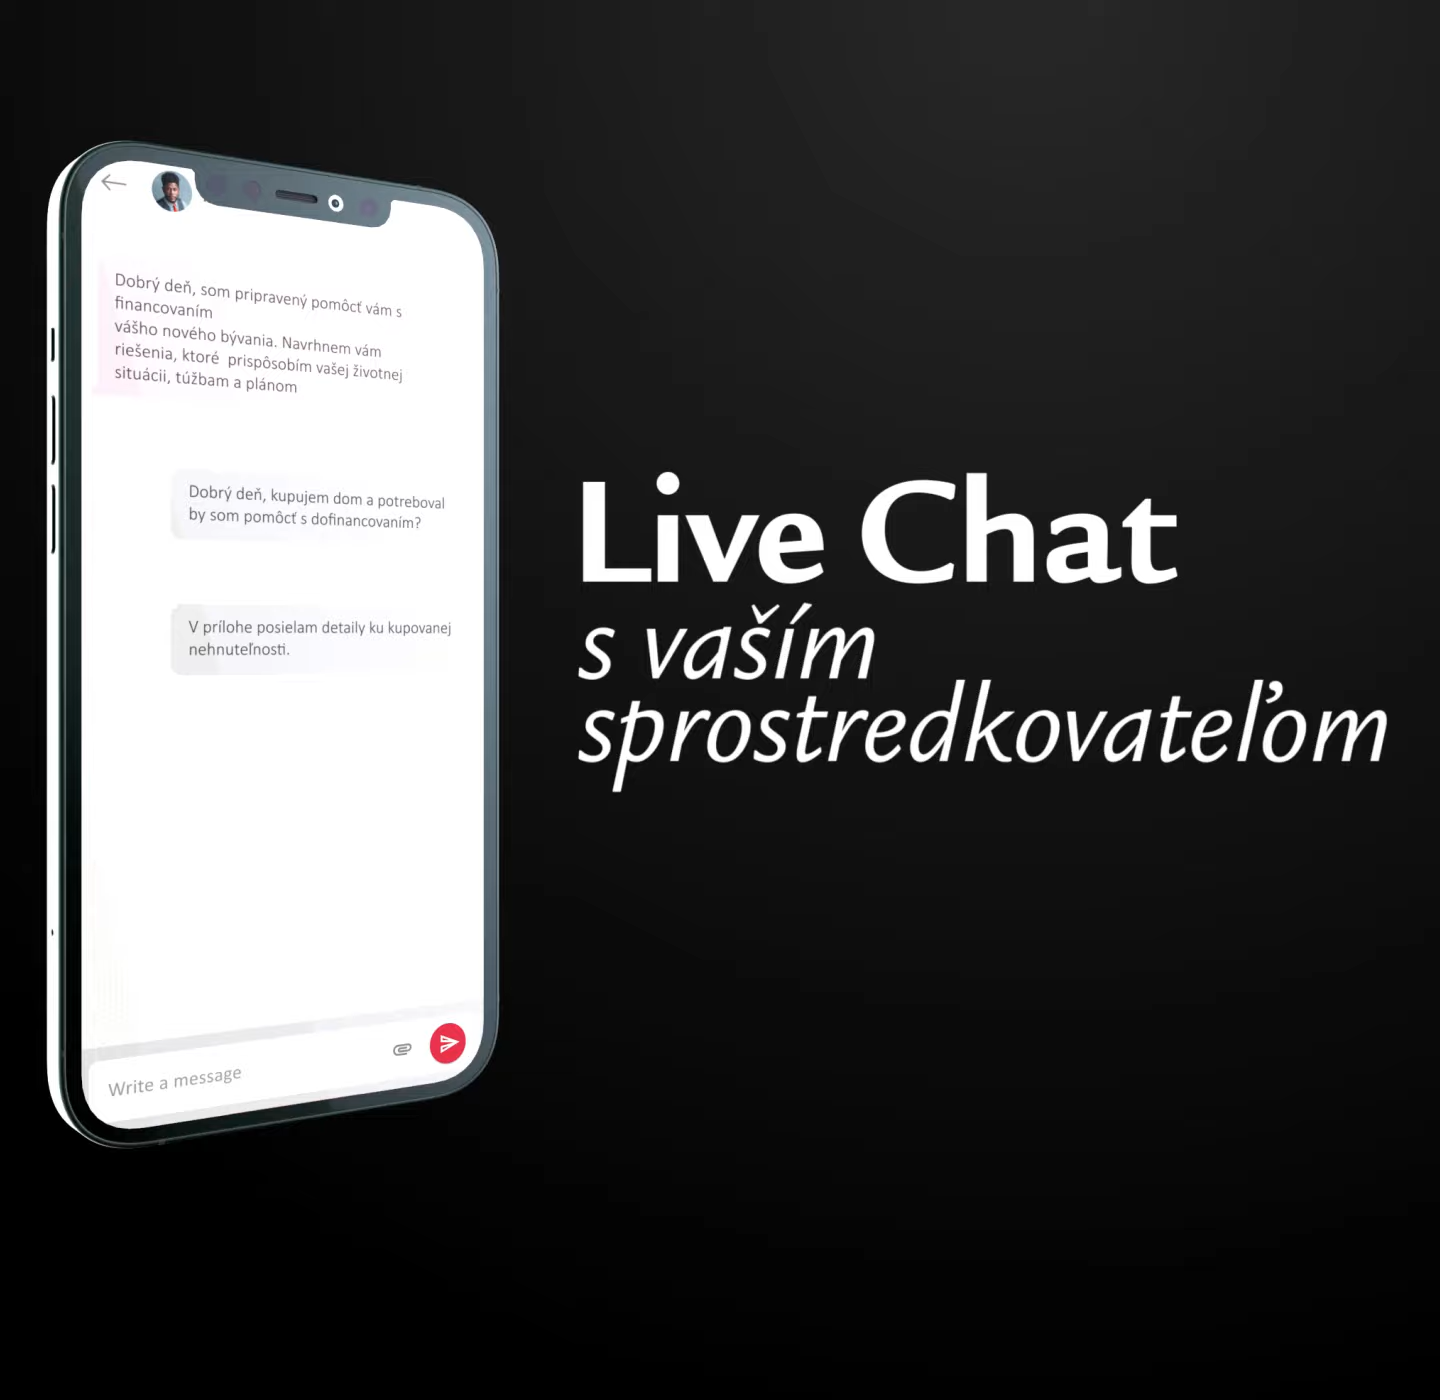 Dobrý deň, som pripravený pomôcť vám s
financovaním
vášho nového bývania. Navrhnem vám
riešenia, ktoré  prispôsobím vašej životnej
situácii, túžbam a plánom
Dobrý deň, kupujem dom a potreboval
by som pomôcť s dofinancovaním?
V prílohe posielam detaily ku kupovanej
nehnuteľnosti.
Write a message
Live Chat
s vaším
sprostredkovateľom